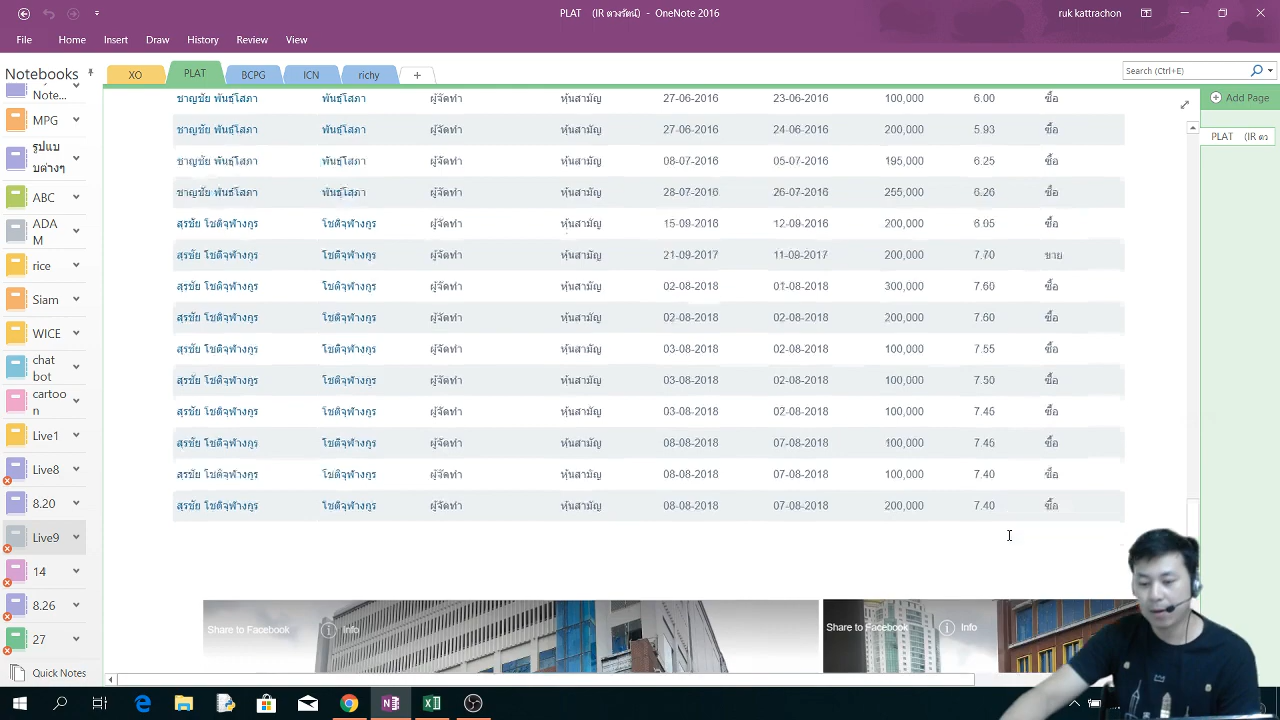 PLAT (IR ดวงรัตน์) - OneNote 2016
ruk kattrachon
File Home Insert Draw History Review View
Notebooks
XO PLAT BCPG ICN richy +
Search (Ctrl+E)
Add Page
PLAT (IR ดว
Note...
MPG
รูปแบ
บต่างๆ
ABC
ADA
M
rice
Siam
WICE
chat
bot
cartoo
n
Live1
Live8
8.20
Live9
14
8.26
27
Quick Notes
ชาญชัย พันธุ์โสภา พันธุ์โสภา ผู้จัดทำ หุ้นสามัญ 27-06-2016 23-06-2016 100,000 6.00 ซื้อ
ชาญชัย พันธุ์โสภา พันธุ์โสภา ผู้จัดทำ หุ้นสามัญ 27-06-2016 24-06-2016 200,000 5.93 ซื้อ
ชาญชัย พันธุ์โสภา พันธุ์โสภา ผู้จัดทำ หุ้นสามัญ 08-07-2016 05-07-2016 195,000 6.25 ซื้อ
ชาญชัย พันธุ์โสภา พันธุ์โสภา ผู้จัดทำ หุ้นสามัญ 28-07-2016 26-07-2016 255,000 6.26 ซื้อ
สุรชัย โชติจุฬางกูร โชติจุฬางกูร ผู้จัดทำ หุ้นสามัญ 15-09-2016 12-09-2016 200,000 6.05 ซื้อ
สุรชัย โชติจุฬางกูร โชติจุฬางกูร ผู้จัดทำ หุ้นสามัญ 21-09-2017 11-09-2017 200,000 7.70 ขาย
สุรชัย โชติจุฬางกูร โชติจุฬางกูร ผู้จัดทำ หุ้นสามัญ 02-08-2018 01-08-2018 300,000 7.60 ซื้อ
สุรชัย โชติจุฬางกูร โชติจุฬางกูร ผู้จัดทำ หุ้นสามัญ 02-08-2018 02-08-2018 200,000 7.60 ซื้อ
สุรชัย โชติจุฬางกูร โชติจุฬางกูร ผู้จัดทำ หุ้นสามัญ 03-08-2018 02-08-2018 100,000 7.55 ซื้อ
สุรชัย โชติจุฬางกูร โชติจุฬางกูร ผู้จัดทำ หุ้นสามัญ 03-08-2018 02-08-2018 100,000 7.50 ซื้อ
สุรชัย โชติจุฬางกูร โชติจุฬางกูร ผู้จัดทำ หุ้นสามัญ 03-08-2018 02-08-2018 100,000 7.45 ซื้อ
สุรชัย โชติจุฬางกูร โชติจุฬางกูร ผู้จัดทำ หุ้นสามัญ 08-08-2018 07-08-2018 100,000 7.45 ซื้อ
สุรชัย โชติจุฬางกูร โชติจุฬางกูร ผู้จัดทำ หุ้นสามัญ 08-08-2018 07-08-2018 100,000 7.40 ซื้อ
สุรชัย โชติจุฬางกูร โชติจุฬางกูร ผู้จัดทำ หุ้นสามัญ 08-08-2018 07-08-2018 200,000 7.40 ซื้อ
Share to Facebook Info
Share to Facebook Info